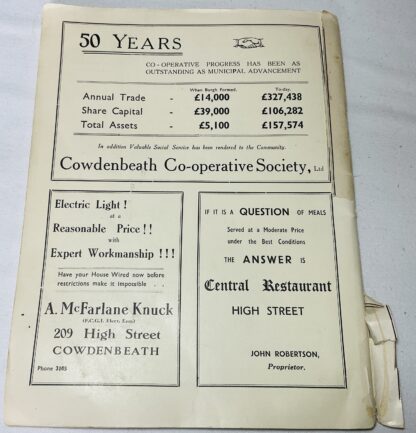 50 YEARS
CO-OPERATIVE PROGRESS HAS BEEN AS
OUTSTANDING AS MUNICIPAL ADVANCEMENT
When Burgh Formed. To-day.
Annual Trade - £14,000 £327,438
Share Capital - £39,000 £106,282
Total Assets - £5,100 £157,574
In addition Valuable Social Service has been rendered to the Community.
Cowdenbeath Co-operative Society, Ltd
Electric Light !
at a
Reasonable Price ! !
with
Expert Workmanship ! ! !
Have your House Wired now before
restrictions make it impossible . . .
A. McFarlane Knuck
209 High Street
COWDENBEATH
Phone 3305
IF IT IS A QUESTION OF MEALS
Served at a Moderate Price
under the Best Conditions
THE ANSWER IS
Central Restaurant
HIGH STREET
JOHN ROBERTSON,
Proprietor.